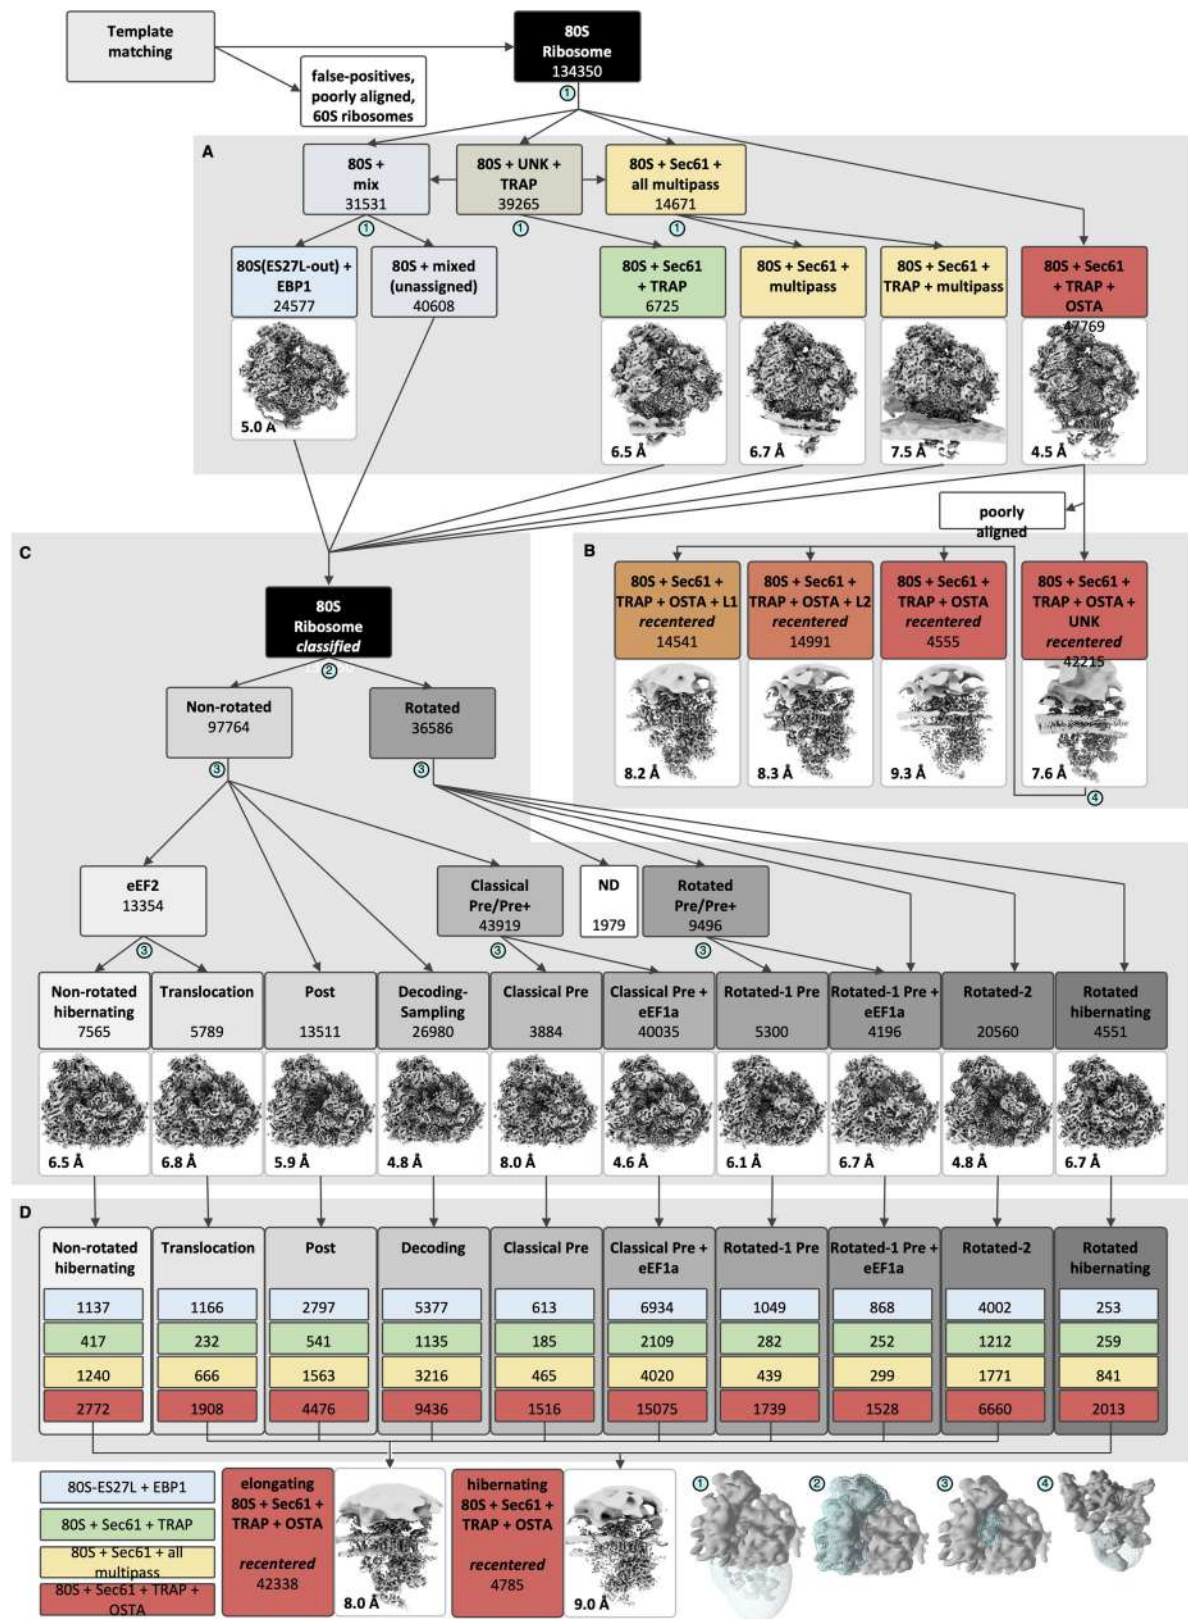 Template
matching
80S
Ribosome
134350
false-positives,
poorly aligned,
60S ribosomes
1
A
80S +
mix
31531
80S + UNK +
TRAP
39265
80S + Sec61 +
all multipass
14671
1
1
1
80S(ES27L-out) +
EBP1
24577
80S + mixed
(unassigned)
40608
80S + Sec61
+ TRAP
6725
80S + Sec61 +
multipass
80S + Sec61 +
TRAP + multipass
80S + Sec61
+ TRAP +
OSTA
47769
5.0 Å
6.5 Å
6.7 Å
7.5 Å
4.5 Å
poorly
aligned
B
80S + Sec61 +
TRAP + OSTA + L1
recentered
14541
80S + Sec61 +
TRAP + OSTA + L2
recentered
14991
80S + Sec61 +
TRAP + OSTA
recentered
4555
80S + Sec61 +
TRAP + OSTA +
UNK
recentered
42215
8.2 Å
8.3 Å
9.3 Å
7.6 Å
4
C
80S
Ribosome
classified
2
Non-rotated
97764
Rotated
36586
3
3
eEF2
13354
Classical
Pre/Pre+
43919
ND
1979
Rotated
Pre/Pre+
9496
3
3
3
Non-rotated
hibernating
7565
Translocation
5789
Post
13511
Decoding-
Sampling
26980
Classical Pre
3884
Classical Pre +
eEF1a
40035
Rotated-1 Pre
5300
Rotated-1 Pre +
eEF1a
4196
Rotated-2
20560
Rotated
hibernating
4551
6.5 Å
6.8 Å
5.9 Å
4.8 Å
8.0 Å
4.6 Å
6.1 Å
6.7 Å
4.8 Å
6.7 Å
D
Non-rotated
hibernating
Translocation
Post
Decoding
Classical Pre
Classical Pre +
eEF1a
Rotated-1 Pre
Rotated-1 Pre +
eEF1a
Rotated-2
Rotated
hibernating
1137 1166 2797 5377 613 6934 1049 868 4002 253
417 232 541 1135 185 2109 282 252 1212 259
1240 666 1563 3216 465 4020 439 299 1771 841
2772 1908 4476 9436 1516 15075 1739 1528 6660 2013
80S-ES27L + EBP1
80S + Sec61 + TRAP
80S + Sec61 + all
multipass
80S + Sec61 + TRAP +
OSTA
elongating
80S + Sec61 +
TRAP + OSTA
recentered
42338
8.0 Å
hibernating
80S + Sec61 +
TRAP + OSTA
recentered
4785
9.0 Å
1
2
3
4